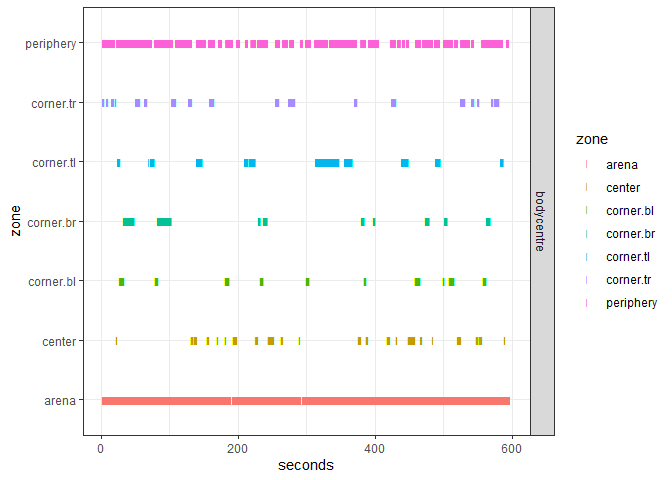 periphery
corner.tr
corner.tl
corner.br
corner.bl
center
arena
zone
0
200
400
600
seconds
bodycentre
zone
arena
center
corner.bl
corner.br
corner.tl
corner.tr
periphery